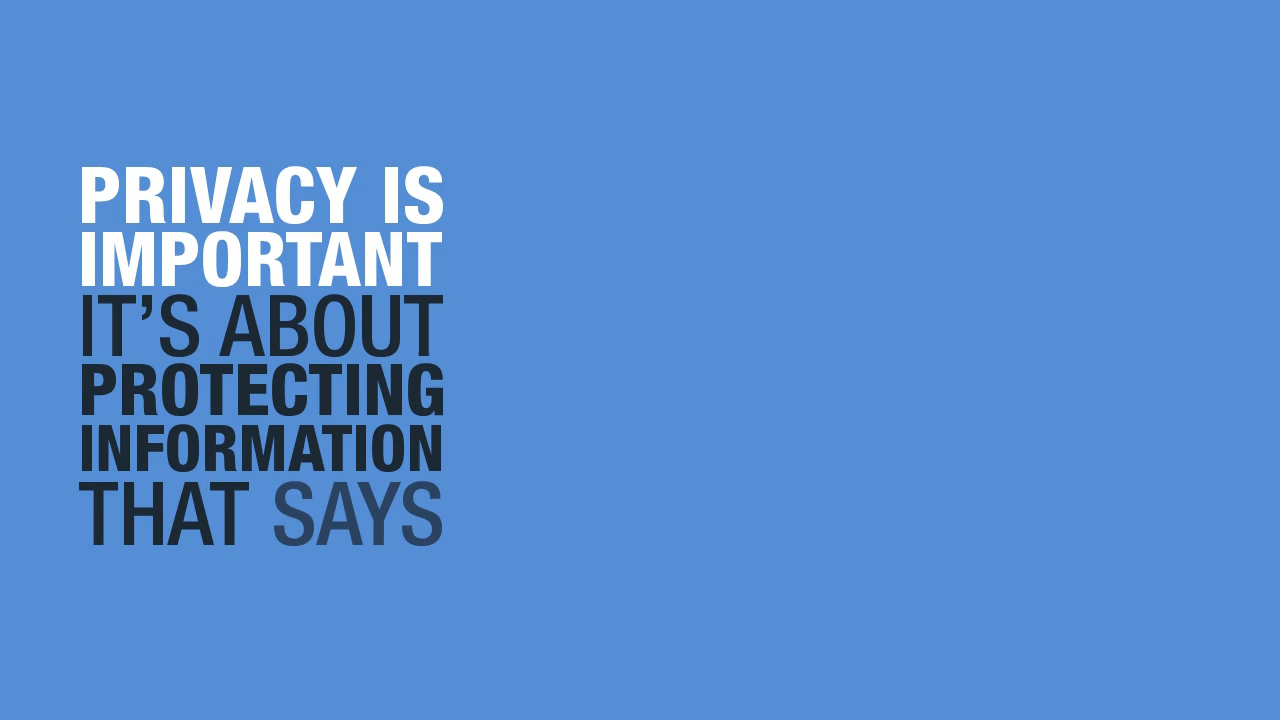 PRIVACY IS
IMPORTANT
IT'S ABOUT
PROTECTING
INFORMATION
THAT SAYS